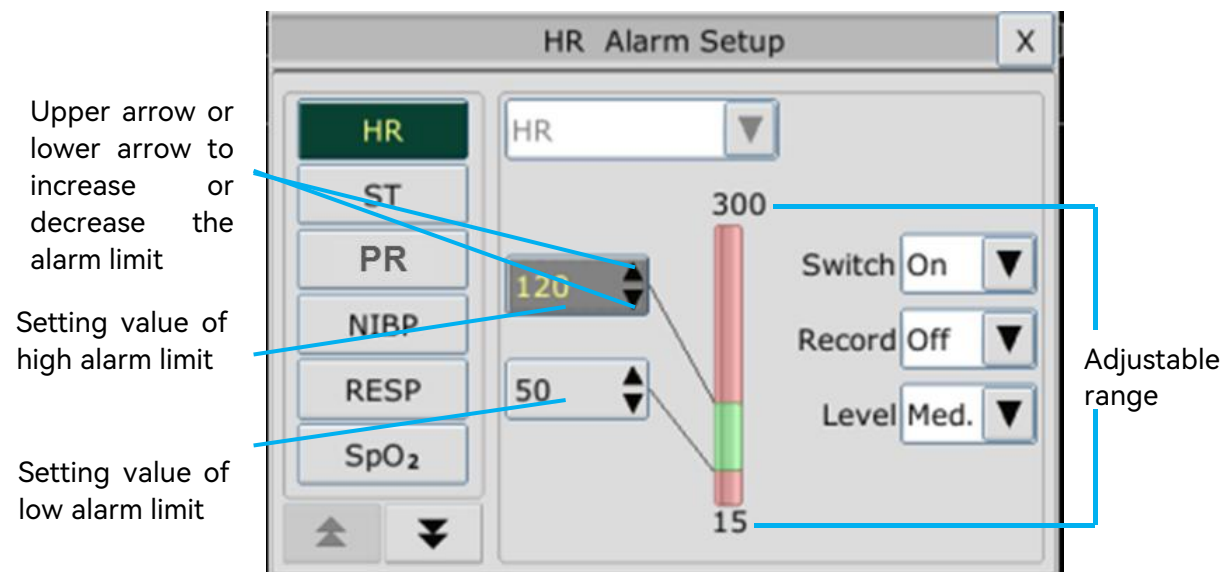 HR Alarm Setup
X
Upper arrow or
lower arrow to
increase or
decrease the
alarm limit
Setting value of
high alarm limit
Setting value of
low alarm limit
HR
ST
PR
NIBP
RESP
SpO₂
HR
300
120
50
15
Switch On
Record Off
Level Med.
Adjustable
range